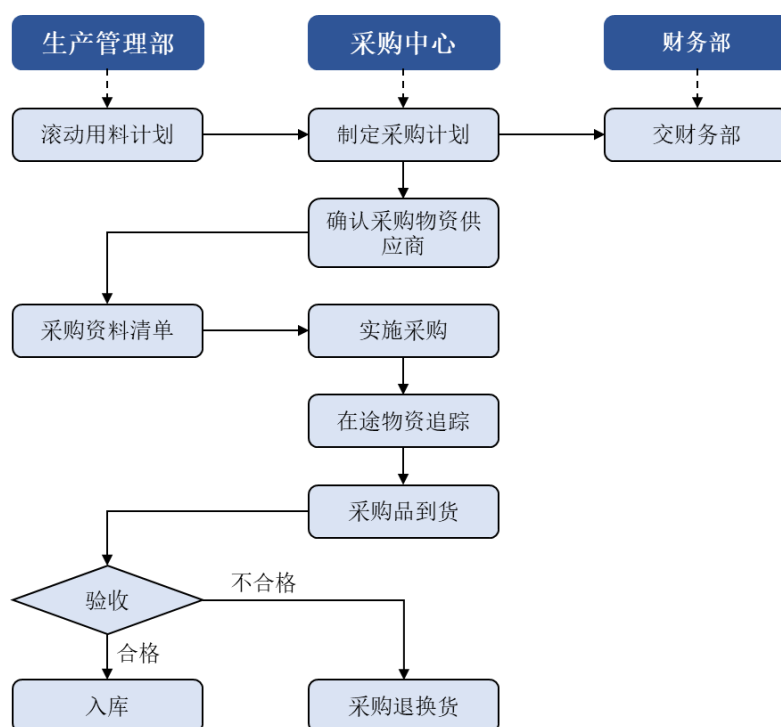 生产管理部
采购中心
财务部
滚动用料计划
制定采购计划
交财务部
确认采购物资供
应商
采购资料清单
实施采购
在途物资追踪
采购品到货
验收
不合格
合格
入库
采购退换货